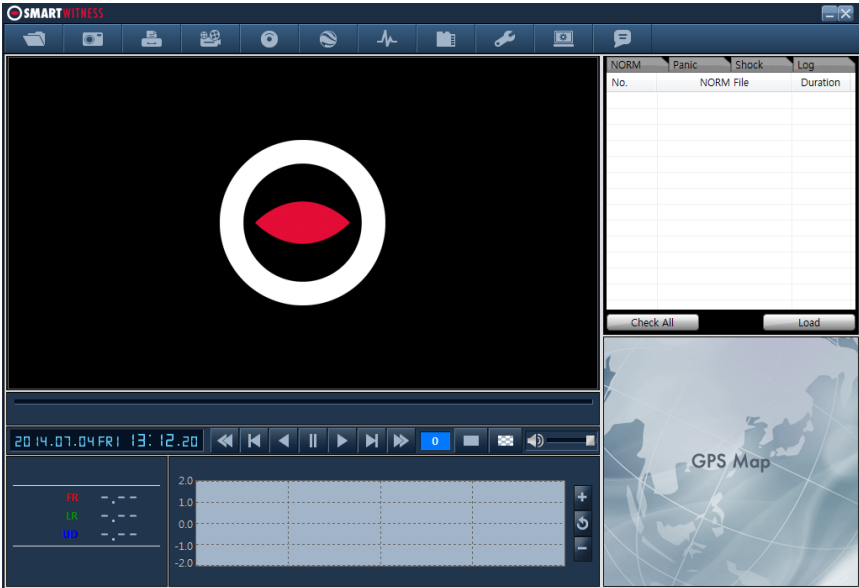 SMARTWITNESS
NORM Panic Shock Log
No. NORM File Duration
Check All Load
2014.07.04 FRI 13:12.20
0
GPS Map
FR -.--
LR -.--
UD -.--
2.0
1.0
0.0
-1.0
-2.0